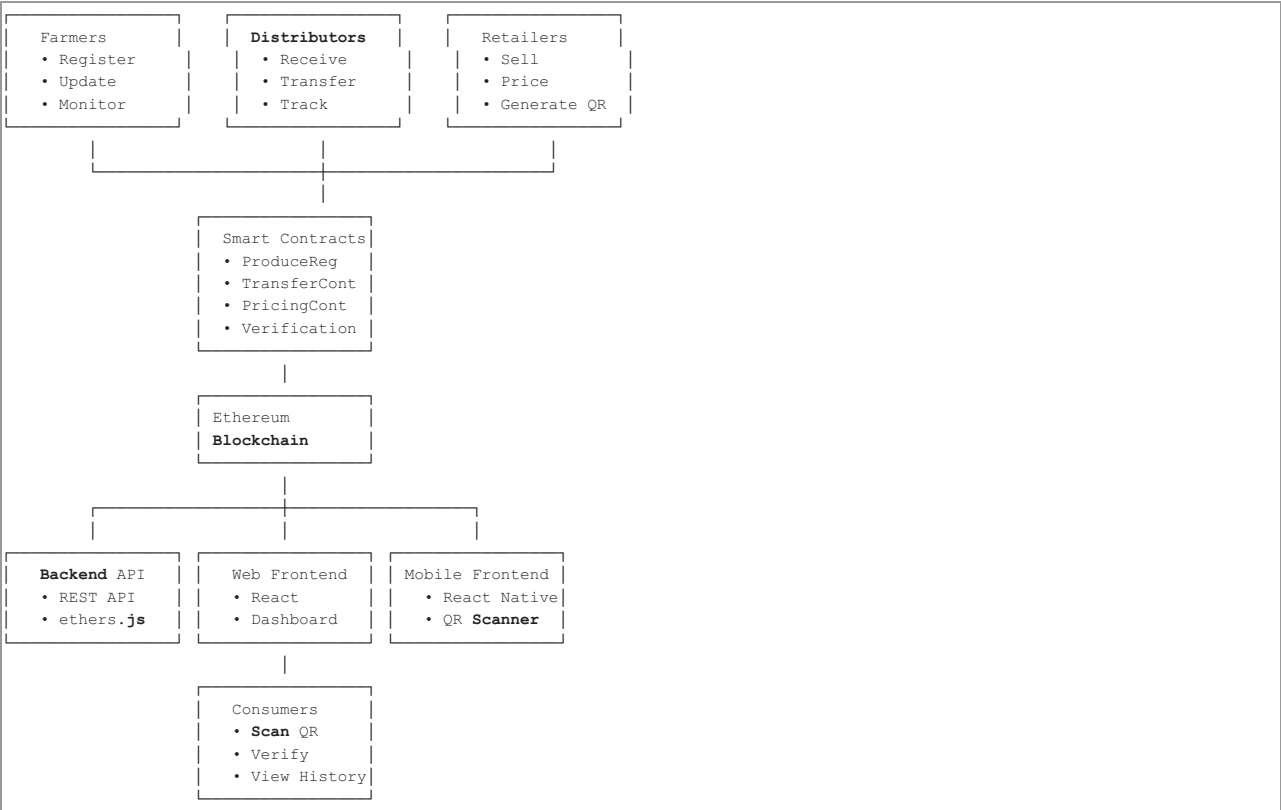 Farmers
• Register
• Update
• Monitor
Distributors
• Receive
• Transfer
• Track
Retailers
• Sell
• Price
• Generate QR
Smart Contracts
• ProduceReg
• TransferCont
• PricingCont
• Verification
Ethereum
Blockchain
Backend API
• REST API
• ethers.js
Web Frontend
• React
• Dashboard
Mobile Frontend
• React Native
• QR Scanner
Consumers
• Scan QR
• Verify
• View History